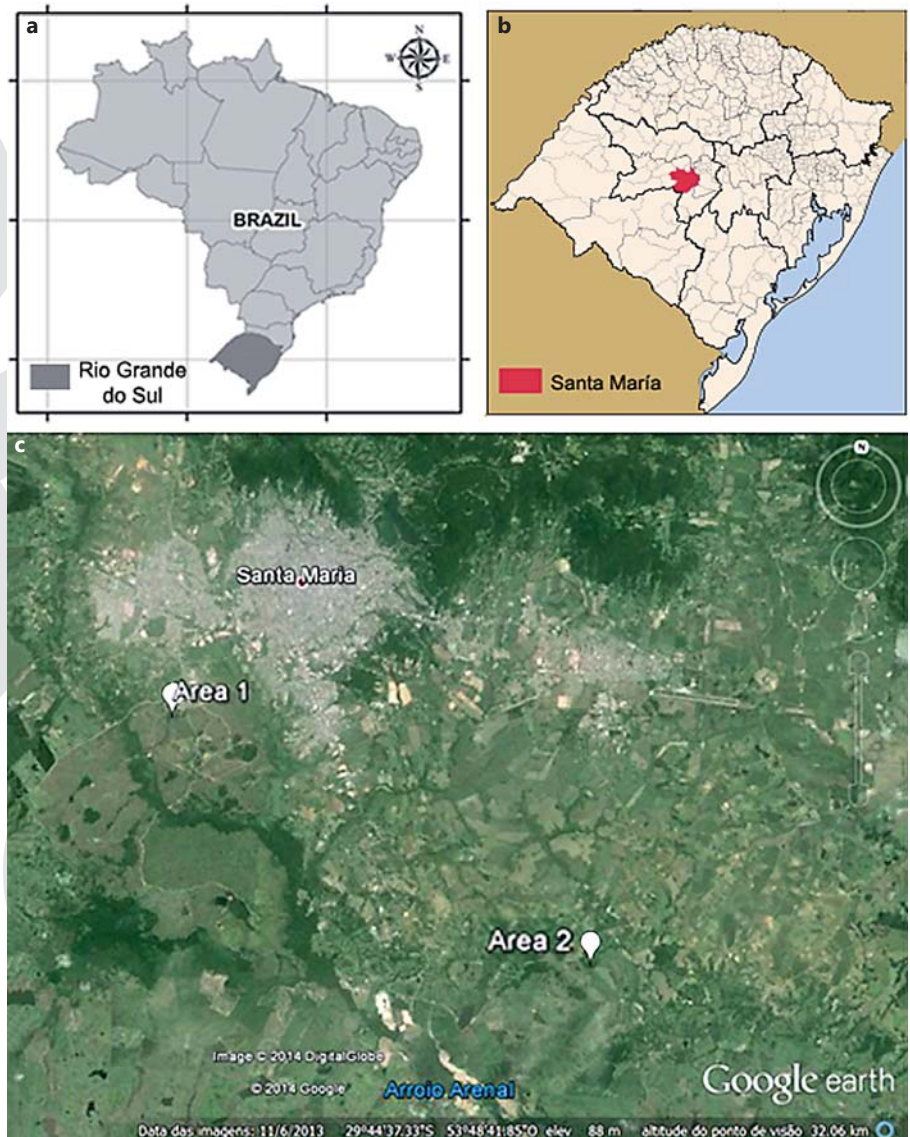 a
N
W E
S
BRAZIL
Rio Grande
do Sul
b
Santa María
c
N
Santa Maria
Area 1
Area 2
Image © 2014 DigitalGlobe
© 2014 Google
Arroio Arenal
Google earth
Data das imagens: 11/6/2013 29°44'37.33"S 53°48'41.85"O elev 88 m altitude do ponto de visão 32.06 km